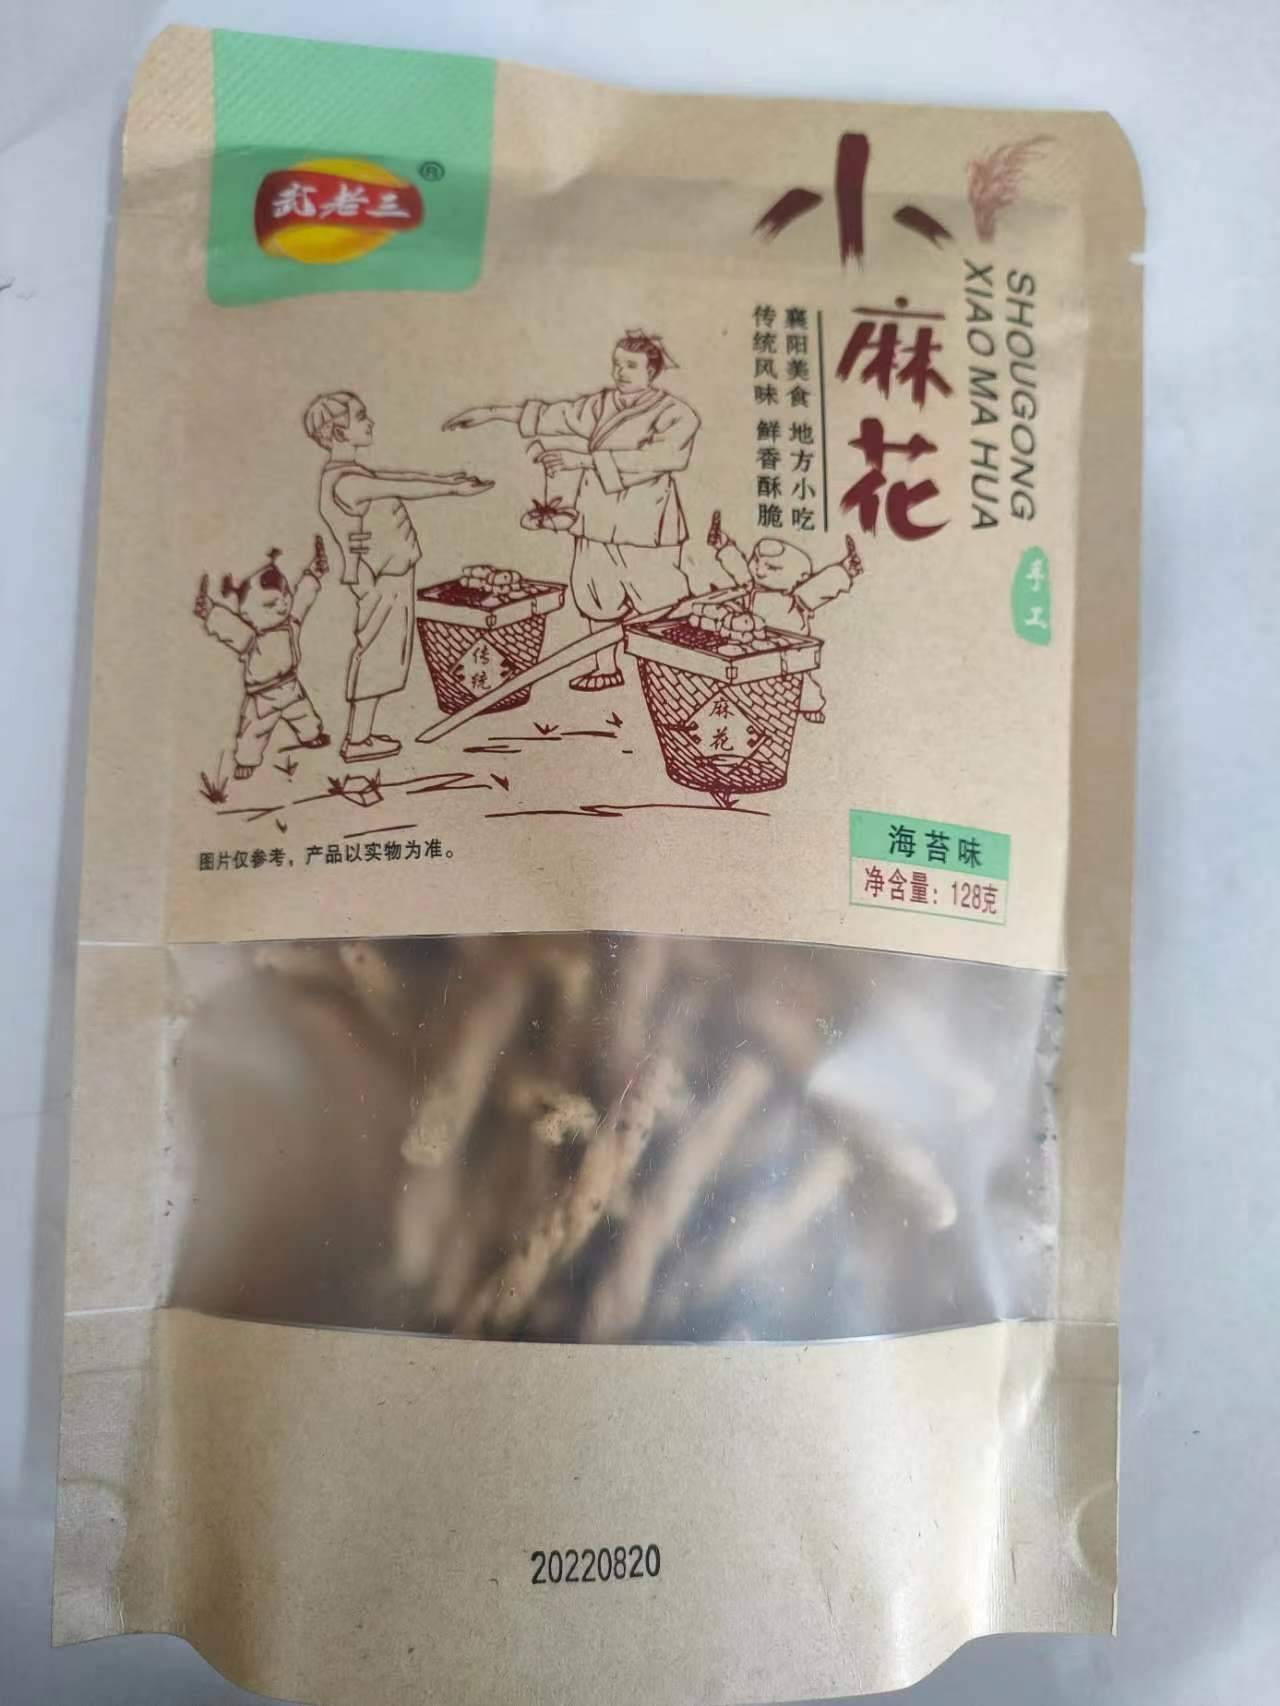 武老三®
小麻花
SHOUGONG
XIAO MA HUA
手工
襄阳美食 地方小吃
传统风味 鲜香酥脆
传统
麻花
图片仅参考，产品以实物为准。
海苔味
净含量：128克
20220820